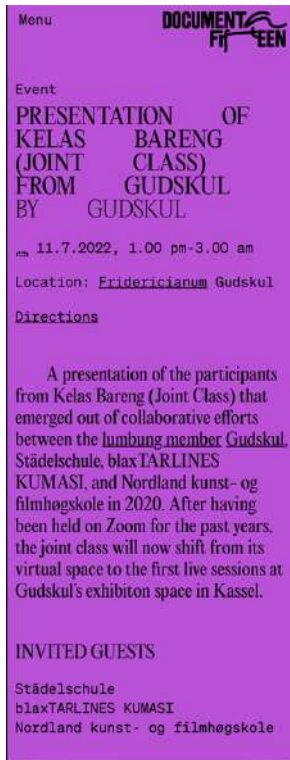 Menu
DOCUMENTA
FiFTEEN
Event
PRESENTATION OF
KELAS BARENG
(JOINT CLASS)
FROM GUDSKUL
BY GUDSKUL
11.7.2022, 1.00 pm-3.00 am
Location: Fridericianum Gudskul
Directions
A presentation of the participants
from Kelas Bareng (Joint Class) that
emerged out of collaborative efforts
between the lumbung member Gudskul,
Städelschule, blaxTARLINES
KUMASI, and Nordland kunst- og
filmhøgskole in 2020. After having
been held on Zoom for the past years,
the joint class will now shift from its
virtual space to the first live sessions at
Gudskul's exhibiton space in Kassel.
INVITED GUESTS
Städelschule
blaxTARLINES KUMASI
Nordland kunst- og filmhøgskole